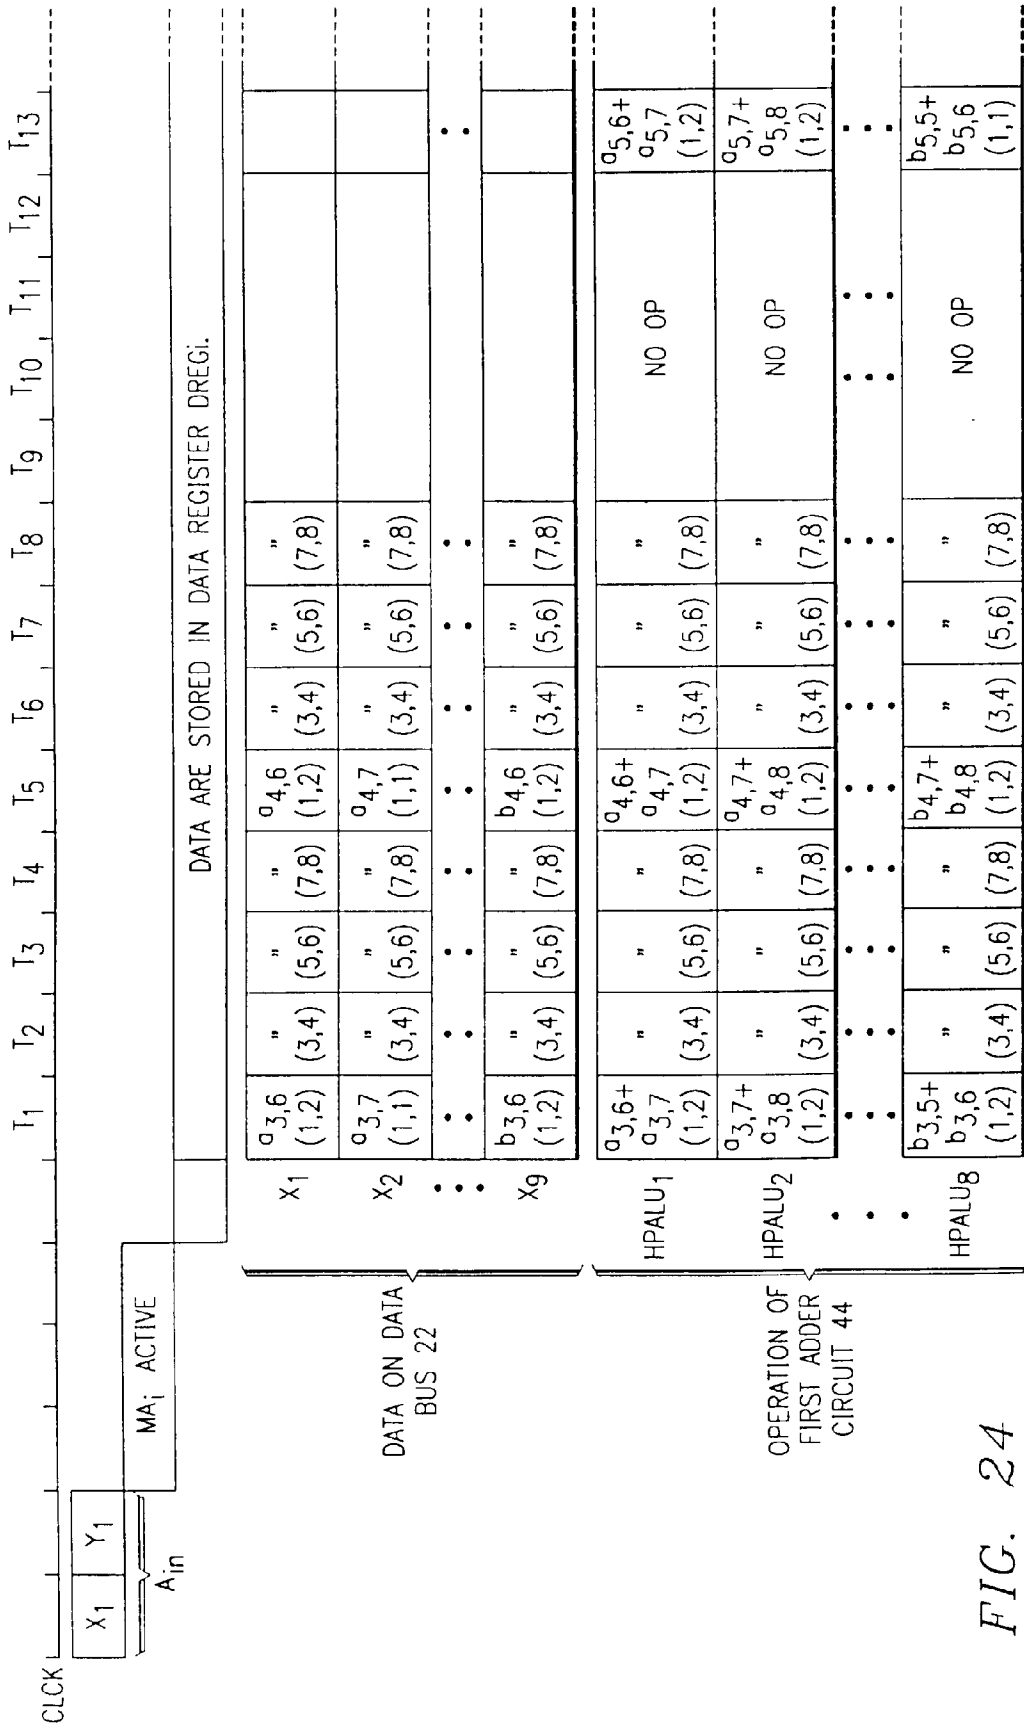 CLCK T1 T2 T3 T4 T5 T6 T7 T8 T9 T10 T11 T12 T13
X1 Y1
Ain
MAi ACTIVE
DATA ARE STORED IN DATA REGISTER DREGi.
DATA ON DATA
BUS 22
X1 a3,6 (1,2) " (3,4) " (5,6) " (7,8) a4,6 (1,2) " (3,4) " (5,6) " (7,8)
X2 a3,7 (1,1) " (3,4) " (5,6) " (7,8) a4,7 (1,1) " (3,4) " (5,6) " (7,8)
X9 b3,6 (1,2) " (3,4) " (5,6) " (7,8) b4,6 (1,2) " (3,4) " (5,6) " (7,8)
OPERATION OF
FIRST ADDER
CIRCUIT 44
HPALU1 a3,6+ a3,7 (1,2) " (3,4) " (5,6) " (7,8) a4,6+ a4,7 (1,2) " (3,4) " (5,6) " (7,8) NO OP a5,6+ a5,7 (1,2)
HPALU2 a3,7+ a3,8 (1,2) " (3,4) " (5,6) " (7,8) a4,7+ a4,8 (1,2) " (3,4) " (5,6) " (7,8) NO OP a5,7+ a5,8 (1,2)
HPALU8 b3,5+ b3,6 (1,2) " (3,4) " (5,6) " (7,8) b4,7+ b4,8 (1,2) " (3,4) " (5,6) " (7,8) NO OP b5,5+ b5,6 (1,1)
FIG. 24